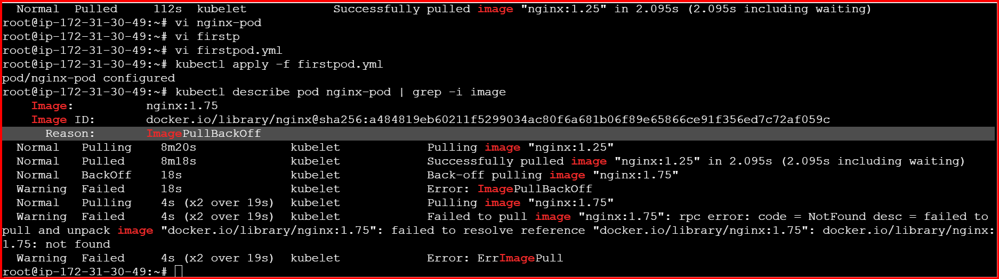 Normal  Pulled     112s  kubelet            Successfully pulled image "nginx:1.25" in 2.095s (2.095s including waiting)
root@ip-172-31-30-49:~# vi nginx-pod
root@ip-172-31-30-49:~# vi firstp
root@ip-172-31-30-49:~# vi firstpod.yml
root@ip-172-31-30-49:~# kubectl apply -f firstpod.yml
pod/nginx-pod configured
root@ip-172-31-30-49:~# kubectl describe pod nginx-pod | grep -i image
    Image:          nginx:1.75
    Image ID:       docker.io/library/nginx@sha256:a484819eb60211f5299034ac80f6a681b06f89e65866ce91f356ed7c72af059c
      Reason:       ImagePullBackOff
  Normal   Pulling    8m20s             kubelet            Pulling image "nginx:1.25"
  Normal   Pulled     8m18s             kubelet            Successfully pulled image "nginx:1.25" in 2.095s (2.095s including waiting)
  Normal   BackOff    18s               kubelet            Back-off pulling image "nginx:1.75"
  Warning  Failed     18s               kubelet            Error: ImagePullBackOff
  Normal   Pulling    4s (x2 over 19s)  kubelet            Pulling image "nginx:1.75"
  Warning  Failed     4s (x2 over 19s)  kubelet            Failed to pull image "nginx:1.75": rpc error: code = NotFound desc = failed to
pull and unpack image "docker.io/library/nginx:1.75": failed to resolve reference "docker.io/library/nginx:1.75": docker.io/library/nginx:
1.75: not found
  Warning  Failed     4s (x2 over 19s)  kubelet            Error: ErrImagePull
root@ip-172-31-30-49:~#